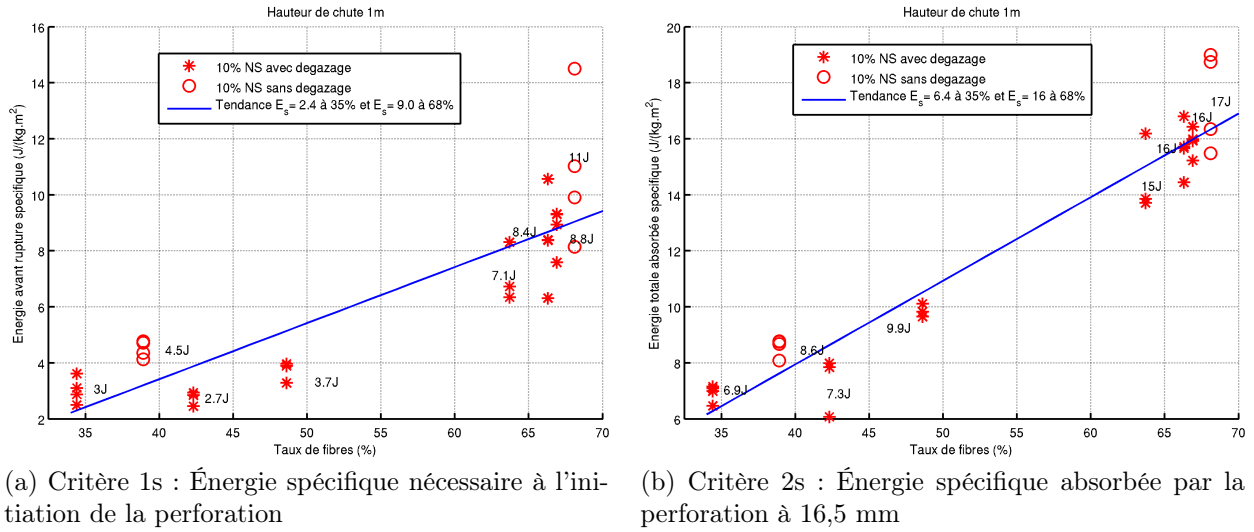 Hauteur de chute 1m
16
14
12
10
8
6
4
2
Energie avant rupture specifique (J/(kg.m²)
10% NS avec degazage
10% NS sans degazage
Tendance E_s= 2.4 à 35% et E_s= 9.0 à 68%
11J
8.4J
8.8J
7.1J
4.5J
3J
2.7J
3.7J
35 40 45 50 55 60 65 70
Taux de fibres (%)
(a) Critère 1s : Énergie spécifique nécessaire à l'ini-
tiation de la perforation
Hauteur de chute 1m
20
18
16
14
12
10
8
6
Energie totale absorbée specifique (J/(kg.m²)
10% NS avec degazage
10% NS sans degazage
Tendance E_s= 6.4 à 35% et E_s= 16 à 68%
17J
16J
16J
15J
9.9J
8.6J
7.3J
6.9J
35 40 45 50 55 60 65 70
Taux de fibres (%)
(b) Critère 2s : Énergie spécifique absorbée par la
perforation à 16,5 mm